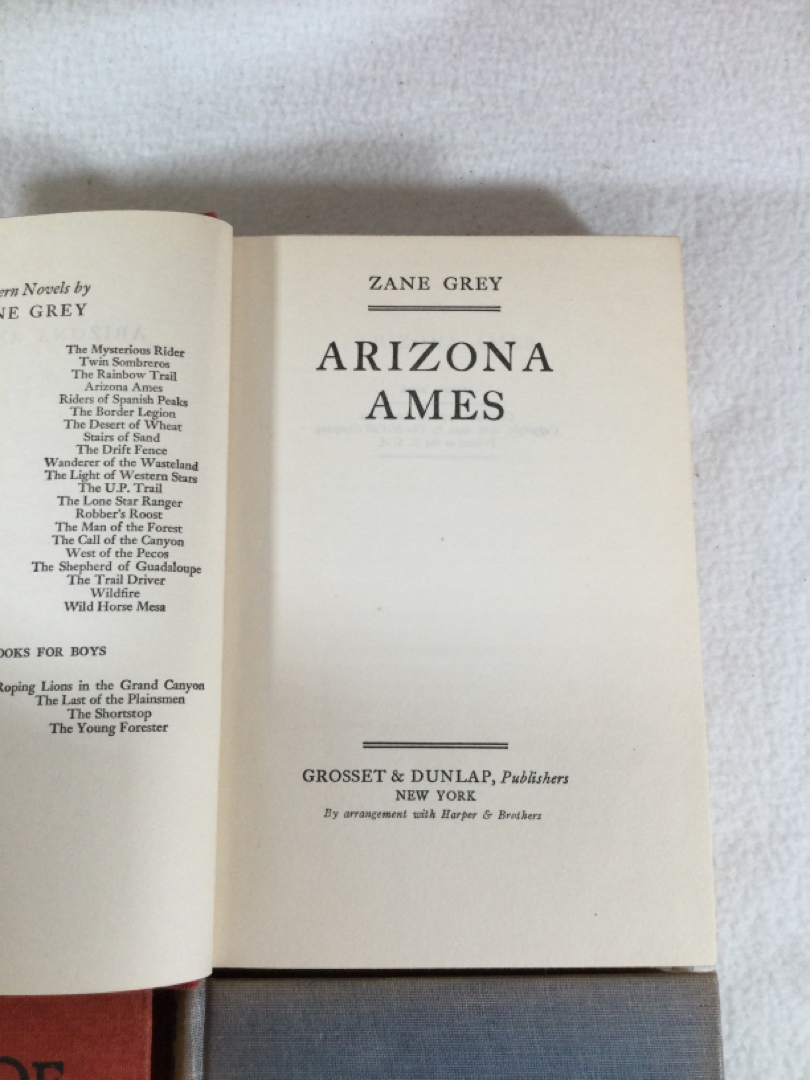 ern Novels by
NE GREY
The Mysterious Rider
Twin Sombreros
The Rainbow Trail
Arizona Ames
Riders of Spanish Peaks
The Border Legion
The Desert of Wheat
Stairs of Sand
The Drift Fence
Wanderer of the Wasteland
The Light of Western Stars
The U.P. Trail
The Lone Star Ranger
Robber's Roost
The Man of the Forest
The Call of the Canyon
West of the Pecos
The Shepherd of Guadaloupe
The Trail Driver
Wildfire
Wild Horse Mesa
OOKS FOR BOYS
Roping Lions in the Grand Canyon
The Last of the Plainsmen
The Shortstop
The Young Forester
ZANE GREY
ARIZONA
AMES
GROSSET & DUNLAP, Publishers
NEW YORK
By arrangement with Harper & Brothers
OF